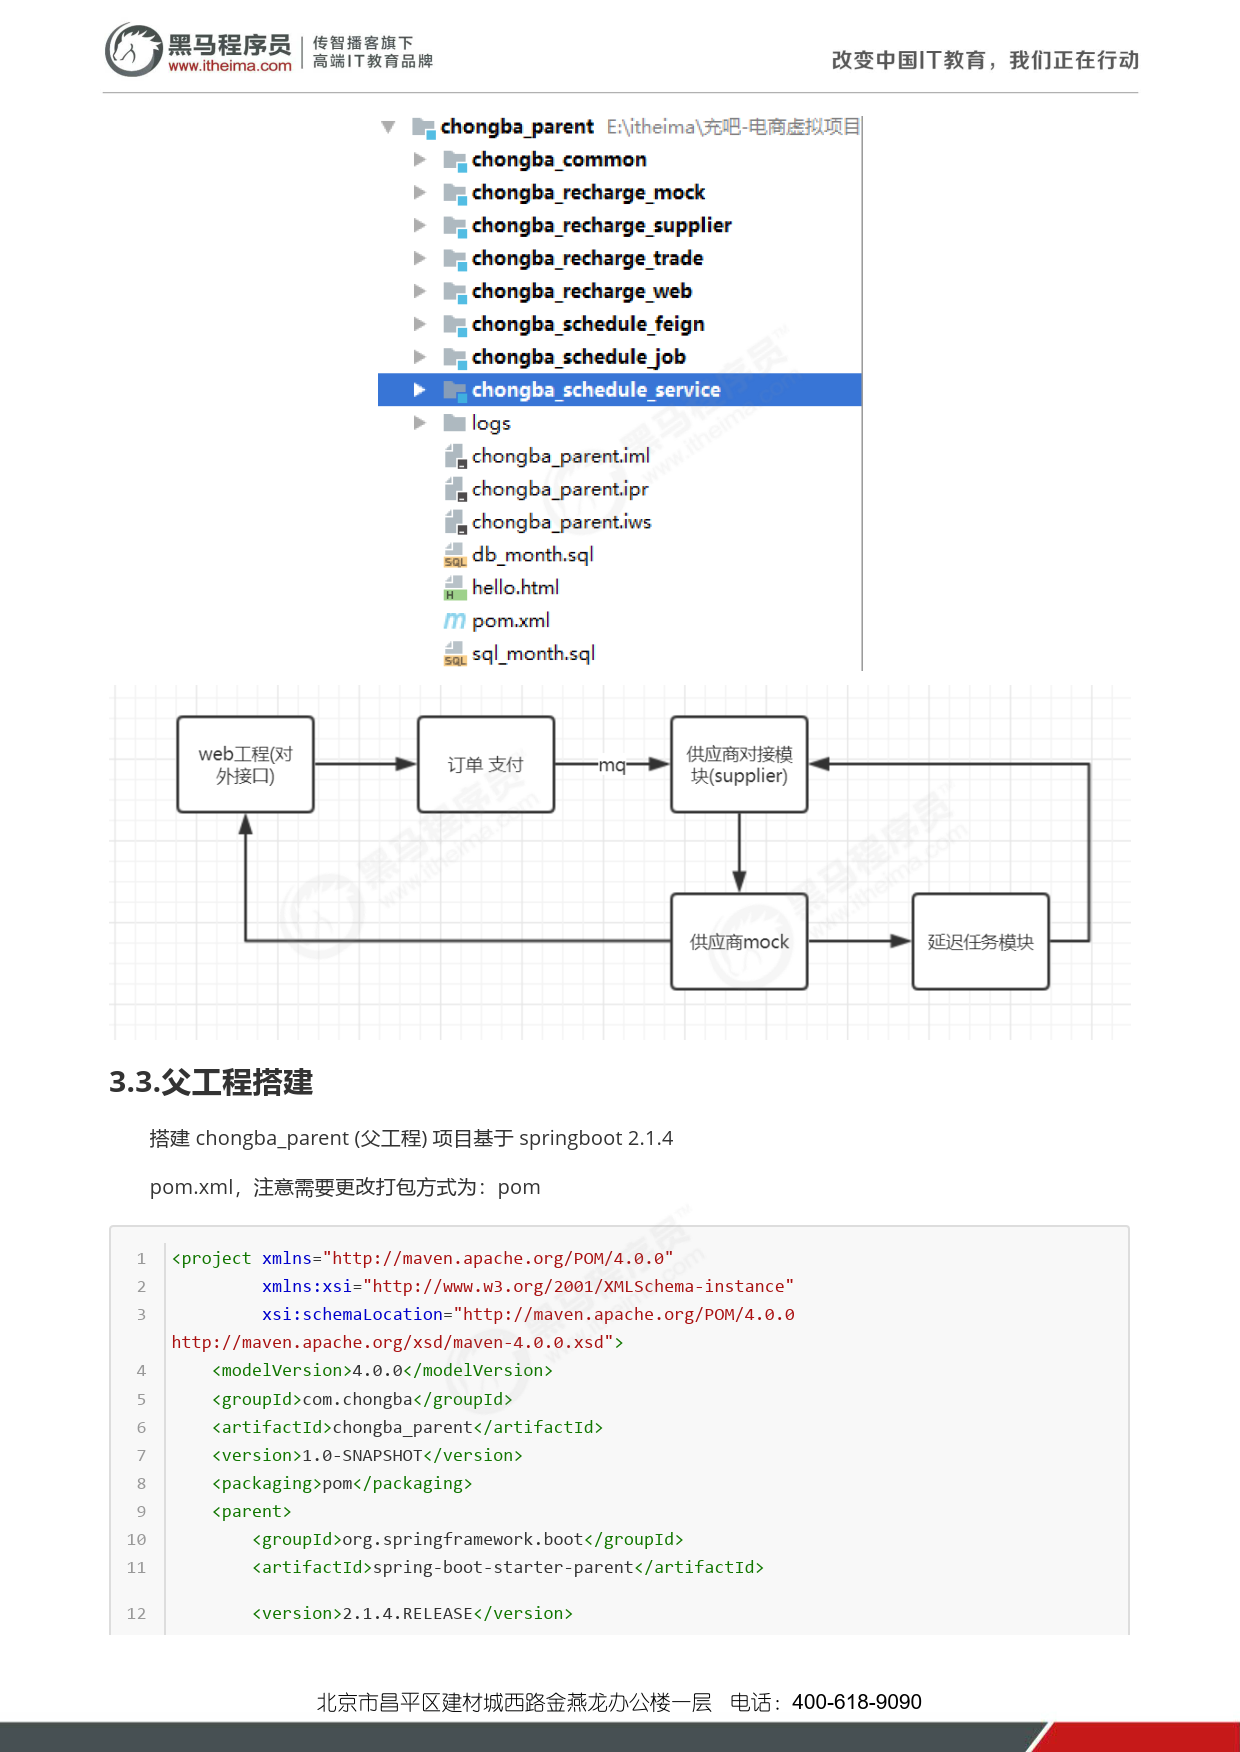 黑马程序员
www.itheima.com
传智播客旗下
高端IT教育品牌
改变中国IT教育，我们正在行动
chongba_parent E:\itheima\充吧-电商虚拟项目
chongba_common
chongba_recharge_mock
chongba_recharge_supplier
chongba_recharge_trade
chongba_recharge_web
chongba_schedule_feign
chongba_schedule_job
chongba_schedule_service
logs
chongba_parent.iml
chongba_parent.ipr
chongba_parent.iws
db_month.sql
hello.html
pom.xml
sql_month.sql
web工程(对
外接口)
订单 支付
mq
供应商对接模
块(supplier)
供应商mock
延迟任务模块
3.3.父工程搭建
搭建 chongba_parent (父工程) 项目基于 springboot 2.1.4
pom.xml，注意需要更改打包方式为：pom
1 <project xmlns="http://maven.apache.org/POM/4.0.0"
2 xmlns:xsi="http://www.w3.org/2001/XMLSchema-instance"
3 xsi:schemaLocation="http://maven.apache.org/POM/4.0.0
http://maven.apache.org/xsd/maven-4.0.0.xsd">
4 <modelVersion>4.0.0</modelVersion>
5 <groupId>com.chongba</groupId>
6 <artifactId>chongba_parent</artifactId>
7 <version>1.0-SNAPSHOT</version>
8 <packaging>pom</packaging>
9 <parent>
10 <groupId>org.springframework.boot</groupId>
11 <artifactId>spring-boot-starter-parent</artifactId>
12 <version>2.1.4.RELEASE</version>
北京市昌平区建材城西路金燕龙办公楼一层 电话：400-618-9090